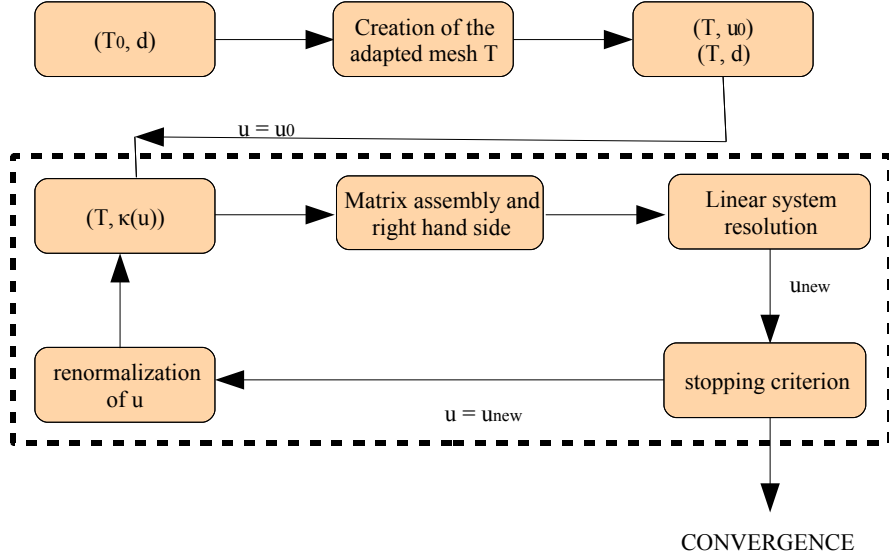 (T0, d)
Creation of the
adapted mesh T
(T, u0)
(T, d)
u = u0
(T, κ(u))
Matrix assembly and
right hand side
Linear system
resolution
unew
renormalization
of u
stopping criterion
u = unew
CONVERGENCE